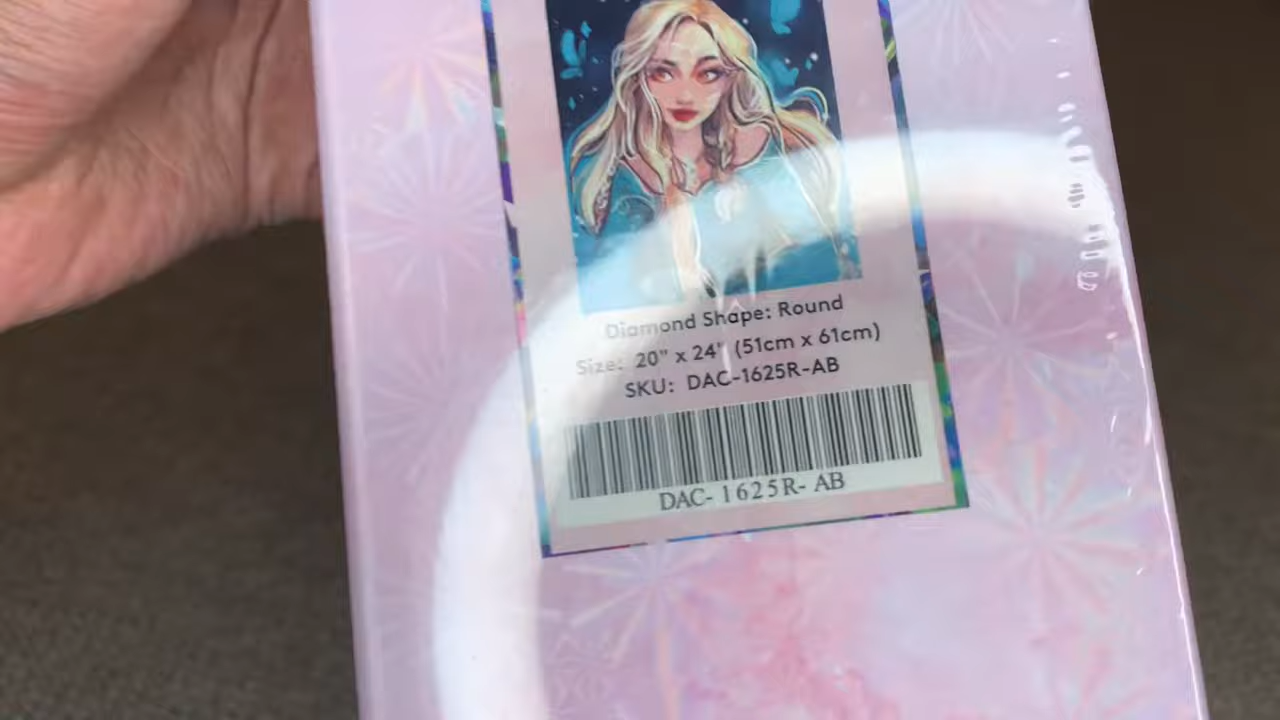 Diamond Shape: Round
Size: 20" x 24" (51cm x 61cm)
SKU: DAC-1625R-AB
DAC- 1625R- AB